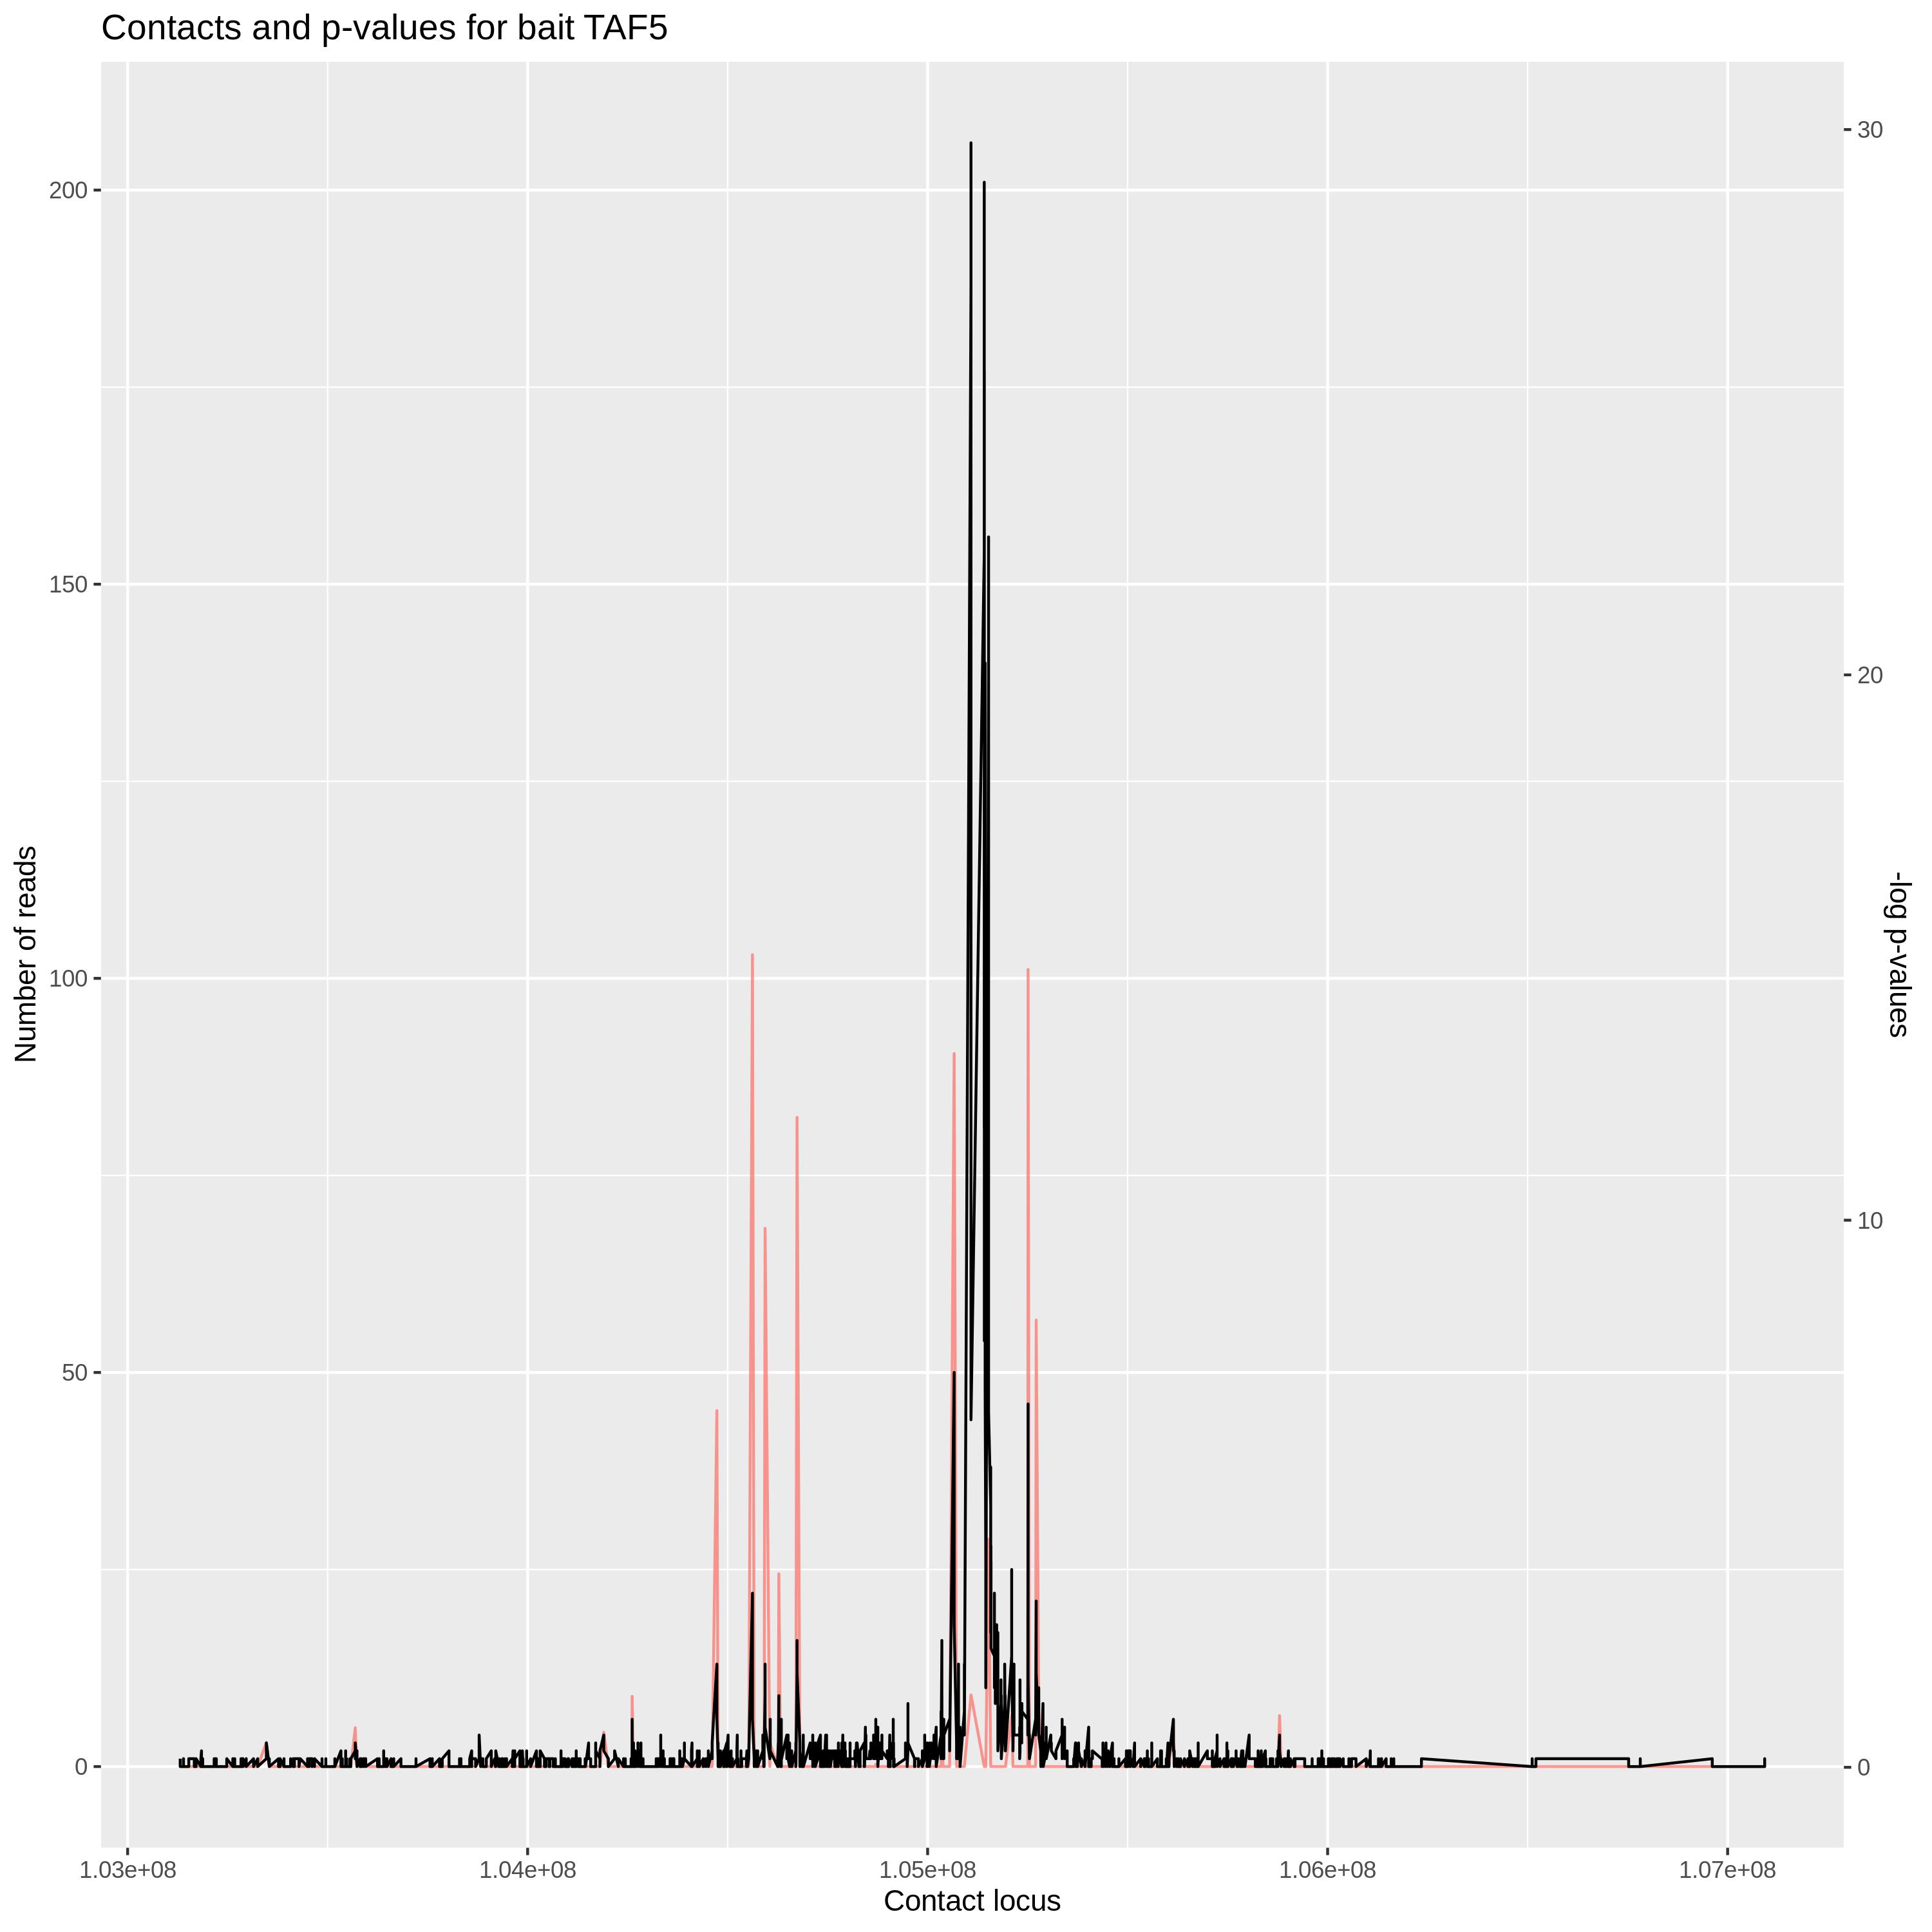 Contacts and p-values for bait TAF5
200
150
100
50
0
Number of reads
30
20
10
0
-log p-values
1.03e+08
1.04e+08
1.05e+08
1.06e+08
1.07e+08
Contact locus